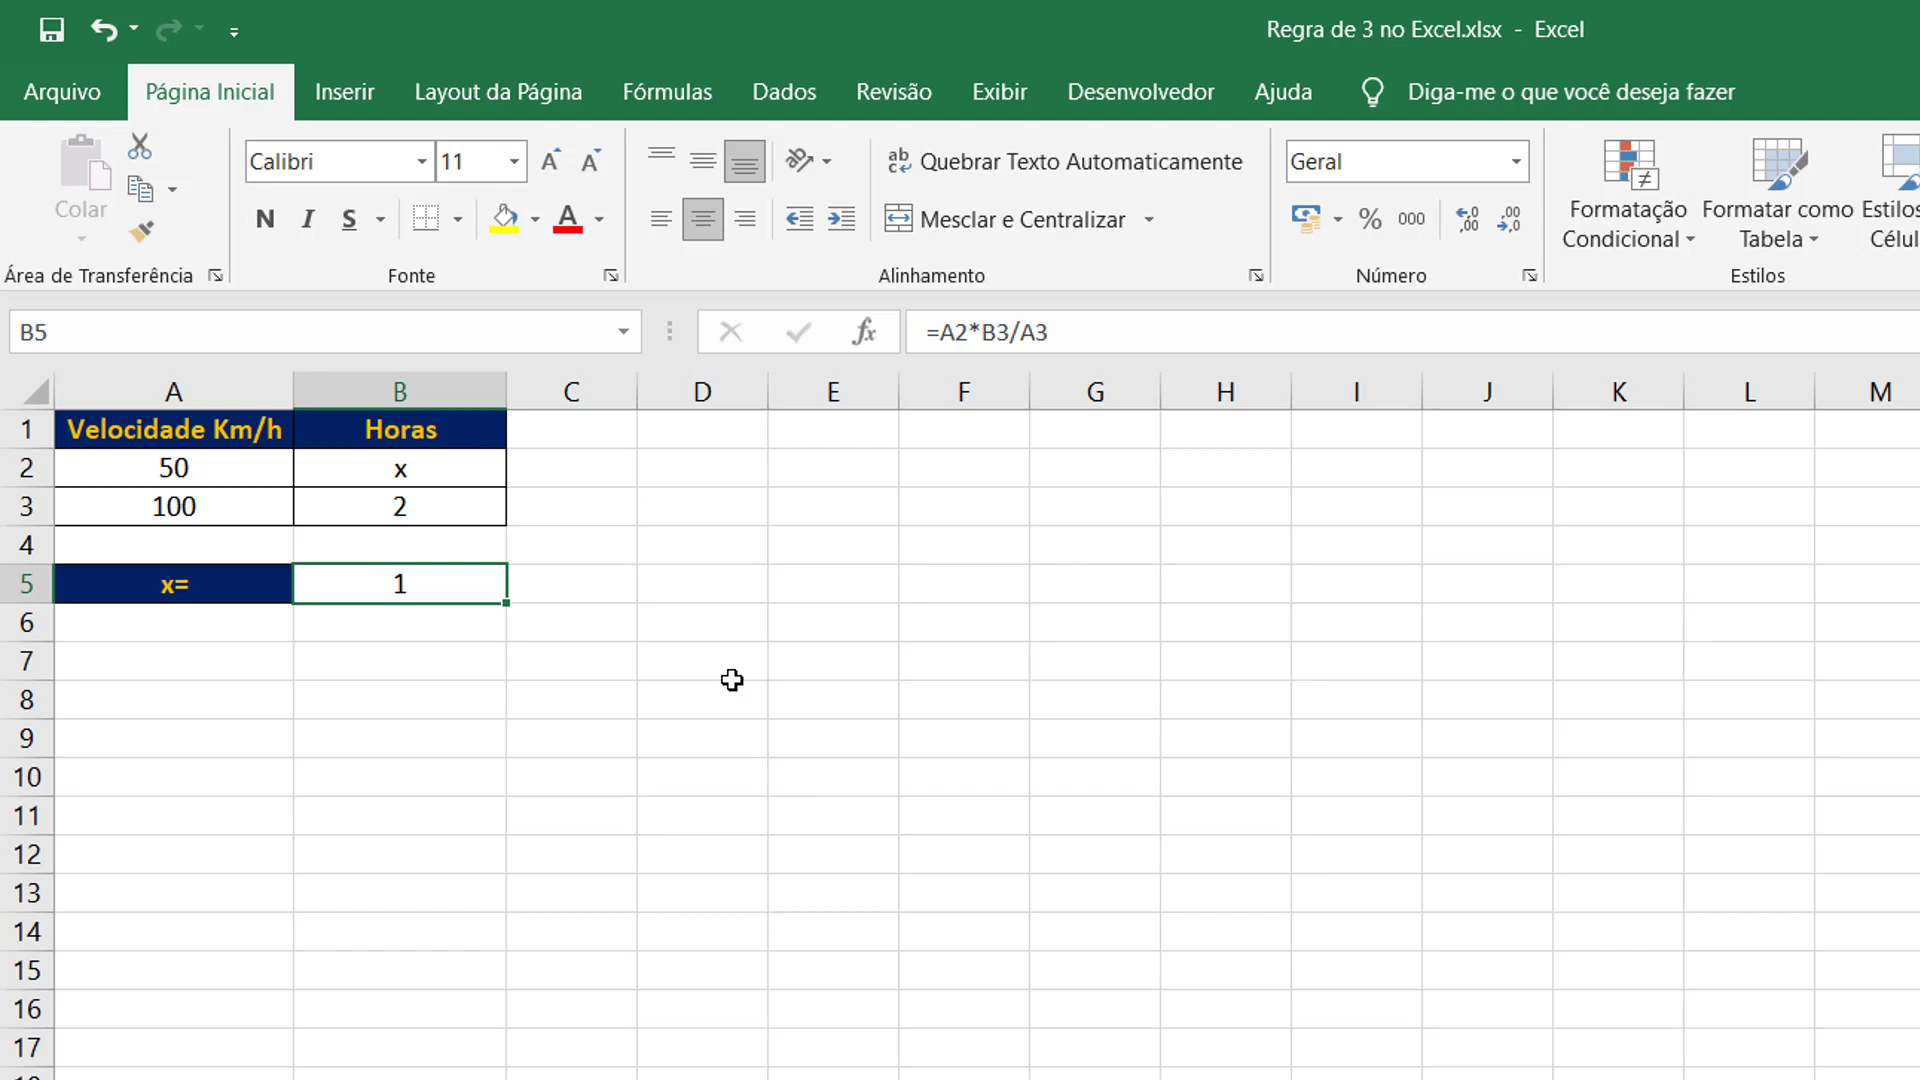 Regra de 3 no Excel.xlsx - Excel
Arquivo Página Inicial Inserir Layout da Página Fórmulas Dados Revisão Exibir Desenvolvedor Ajuda Diga-me o que você deseja fazer
Calibri 11 ab c Quebrar Texto Automaticamente Geral
Colar N I S A Mesclar e Centralizar % 000 Formatação Condicional Formatar como Tabela Estilos Célul
Área de Transferência Fonte Alinhamento Número Estilos
B5 fx =A2*B3/A3
A B C D E F G H I J K L M
1 Velocidade Km/h Horas
2 50 x
3 100 2
4
5 x= 1
6
7
8
9
10
11
12
13
14
15
16
17